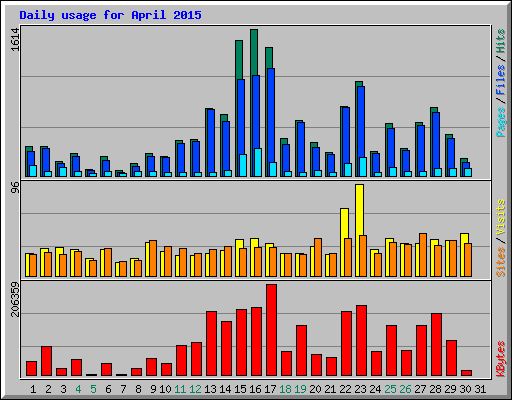 Daily usage for April 2015
1614
Pages / Files / Hits
96
Sites / Visits
206359
KBytes
1 2 3 4 5 6 7 8 9 10 11 12 13 14 15 16 17 18 19 20 21 22 23 24 25 26 27 28 29 30 31